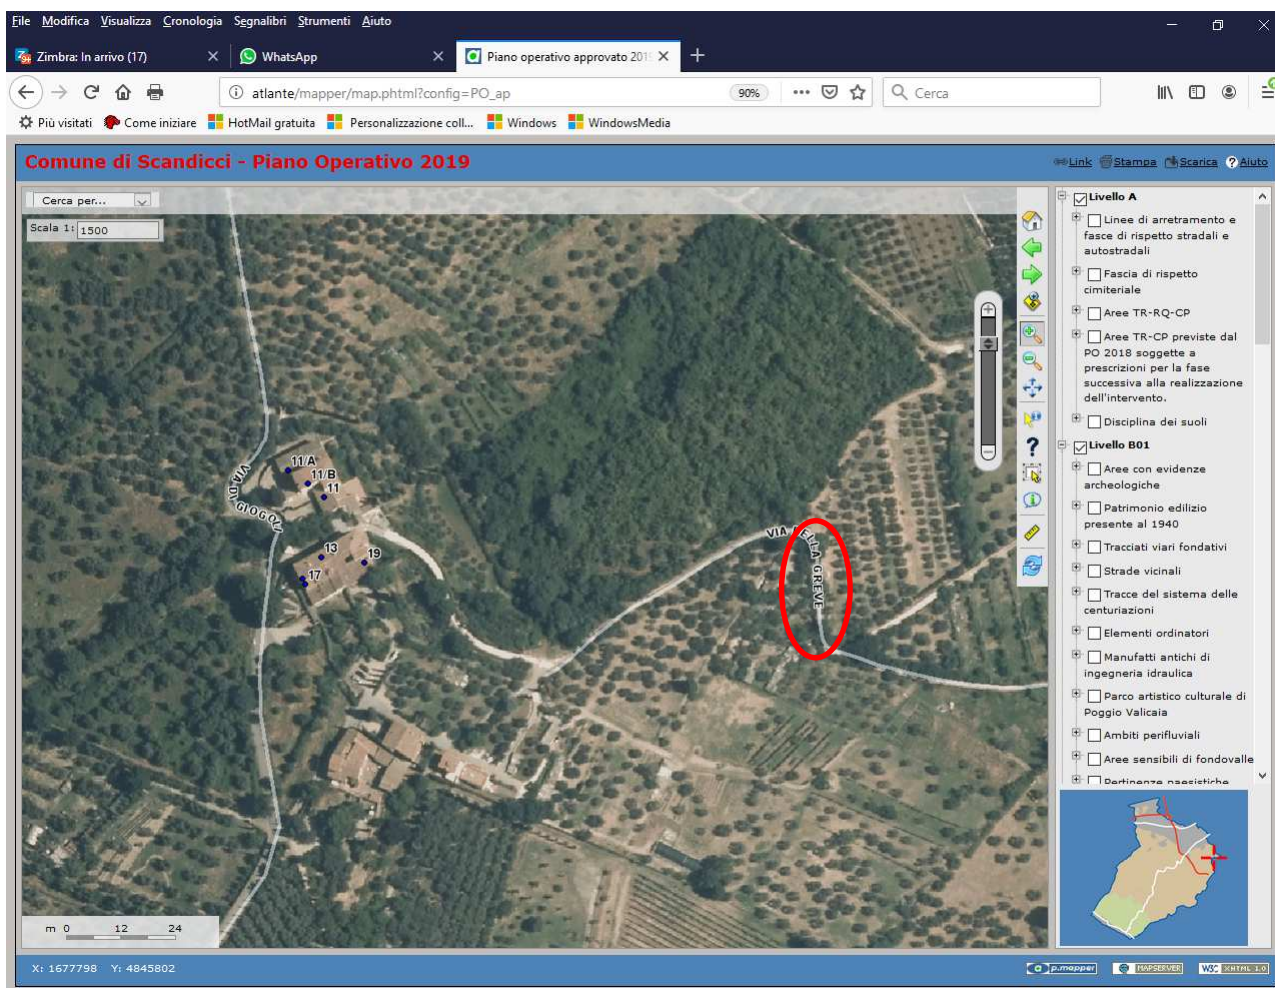 File Modifica Visualizza Cronologia Segnalibri Strumenti Aiuto
Zimbra: In arrivo (17)
WhatsApp
Piano operativo approvato 201
atlante/mapper/map.phtml?config=PO_ap
90%
Cerca
Più visitati Come iniziare HotMail gratuita Personalizzazione coll... Windows WindowsMedia
Comune di Scandicci - Piano Operativo 2019
Link Stampa Scarica ? Aiuto
Cerca per...
Scala 1: 1500
11/A
11/B
11
VIA DI GIOGOLI
13
19
17
VIA DELLA GREVE
Livello A
Linee di arretramento e
fasce di rispetto stradali e
autostradali
Fascia di rispetto
cimiteriale
Aree TR-RQ-CP
Aree TR-CP previste dal
PO 2018 soggette a
prescrizioni per la fase
successiva alla realizzazione
dell'intervento.
Disciplina dei suoli
Livello B01
Aree con evidenze
archeologiche
Patrimonio edilizio
presente al 1940
Tracciati viari fondativi
Strade vicinali
Tracce del sistema delle
centuriazioni
Elementi ordinatori
Manufatti antichi di
ingegneria idraulica
Parco artistico culturale di
Poggio Valicaia
Ambiti perifluviali
Aree sensibili di fondovalle
Pertinenze paesistiche
m 0 12 24
X: 1677798 Y: 4845802
p.mapper
MAPSERVER
W3C XHTML 1.0